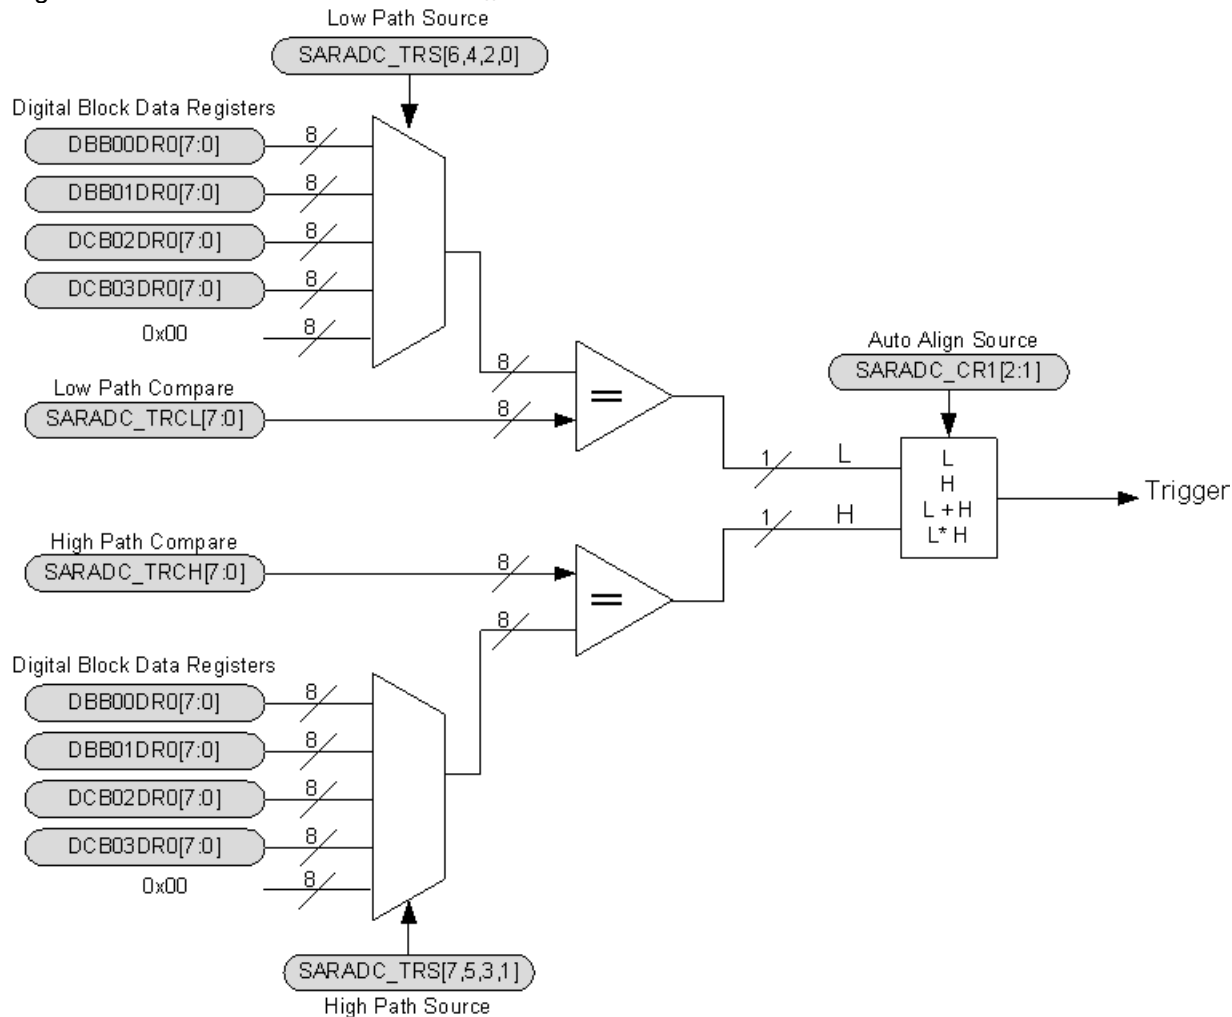 Low Path Source
SARADC_TRS[6,4,2,0]
Digital Block Data Registers
DBB00DR0[7:0]
8
DBB01DR0[7:0]
8
DCB02DR0[7:0]
8
DCB03DR0[7:0]
8
0x00
8
Low Path Compare
SARADC_TRCL[7:0]
8
8
=
Auto Align Source
SARADC_CR1[2:1]
1
L
1
H
L
H
L + H
L* H
Trigger
High Path Compare
SARADC_TRCH[7:0]
8
8
=
Digital Block Data Registers
DBB00DR0[7:0]
8
DBB01DR0[7:0]
8
DCB02DR0[7:0]
8
DCB03DR0[7:0]
8
0x00
8
SARADC_TRS[7,5,3,1]
High Path Source